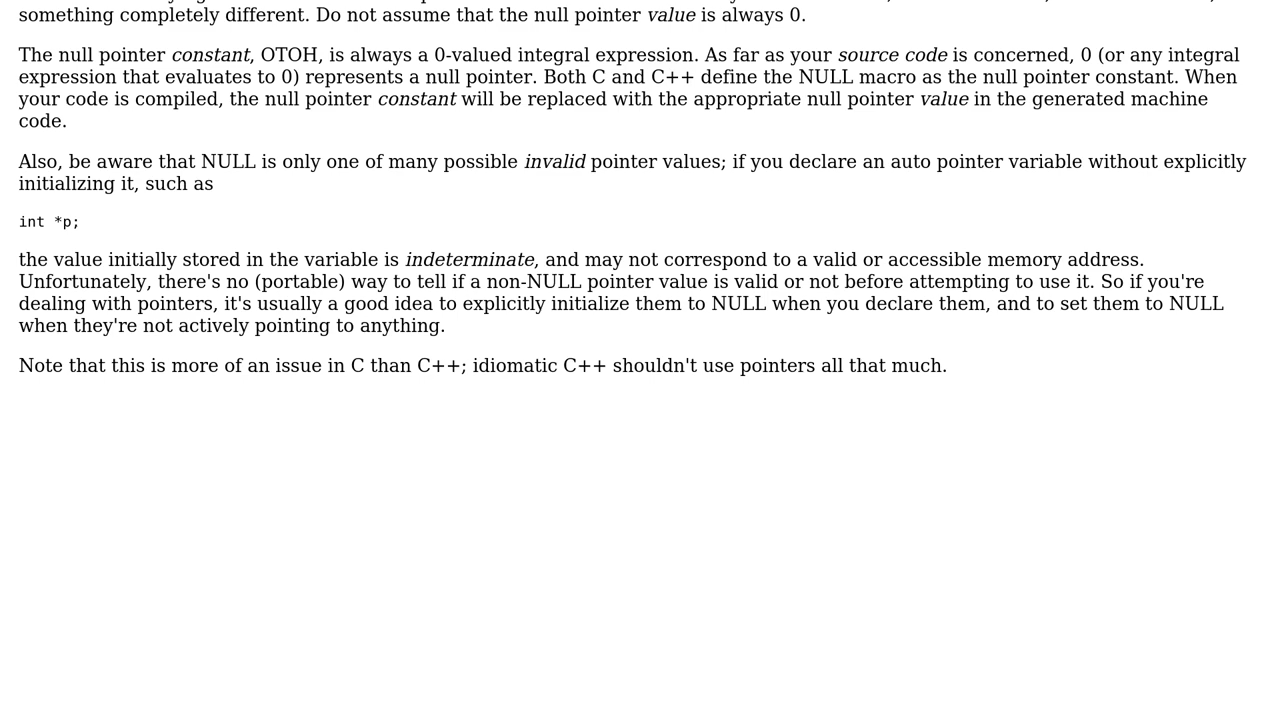 something completely different. Do not assume that the null pointer value is always 0.
The null pointer constant, OTOH, is always a 0-valued integral expression. As far as your source code is concerned, 0 (or any integral
expression that evaluates to 0) represents a null pointer. Both C and C++ define the NULL macro as the null pointer constant. When
your code is compiled, the null pointer constant will be replaced with the appropriate null pointer value in the generated machine
code.
Also, be aware that NULL is only one of many possible invalid pointer values; if you declare an auto pointer variable without explicitly
initializing it, such as
int *p;
the value initially stored in the variable is indeterminate, and may not correspond to a valid or accessible memory address.
Unfortunately, there's no (portable) way to tell if a non-NULL pointer value is valid or not before attempting to use it. So if you're
dealing with pointers, it's usually a good idea to explicitly initialize them to NULL when you declare them, and to set them to NULL
when they're not actively pointing to anything.
Note that this is more of an issue in C than C++; idiomatic C++ shouldn't use pointers all that much.